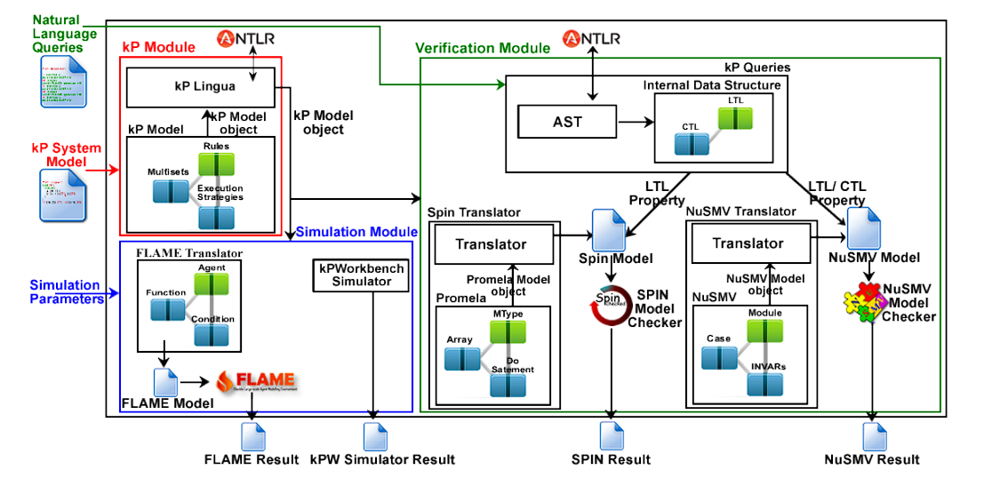 Natural
Language
Queries
kP System
Model
Simulation
Parameters
ANTLR
kP Module
kP Lingua
kP Model
object
kP Model
Rules
Multisets
Execution
Strategies
kP Model
object
Simulation Module
FLAME Translator
Agent
Function
Condition
FLAME Model
FLAME
kPWorkbench
Simulator
ANTLR
Verification Module
kP Queries
AST
Internal Data Structure
LTL
CTL
LTL
Property
LTL/ CTL
Property
Spin Translator
Translator
Promela Model
object
Promela
MType
Array
Do
Satement
Spin Model
Spin
SPIN
Model
Checker
NuSMV Translator
Translator
NuSMV Model
object
NuSMV
Module
Case
INVARs
NuSMV Model
NuSMV
Model
Checker
FLAME Result
kPW Simulator Result
SPIN Result
NuSMV Result